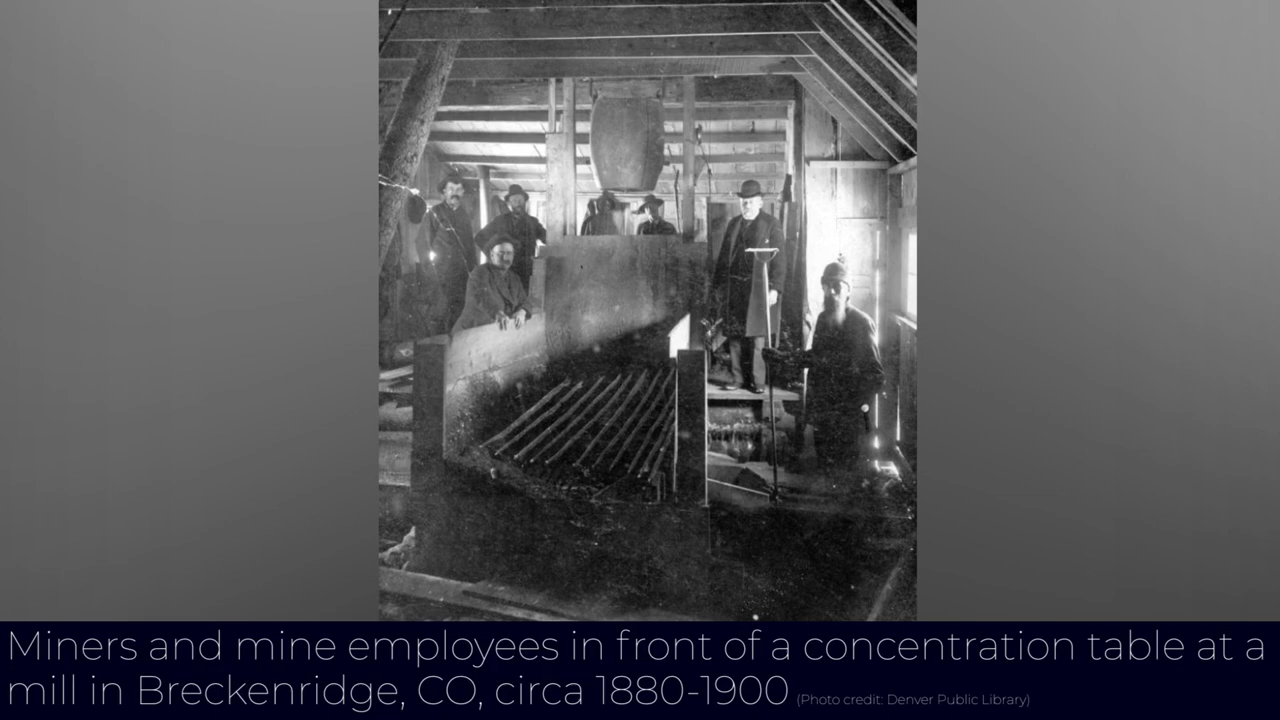 Miners and mine employees in front of a concentration table at a
mill in Breckenridge, CO, circa 1880-1900 (Photo credit: Denver Public Library)